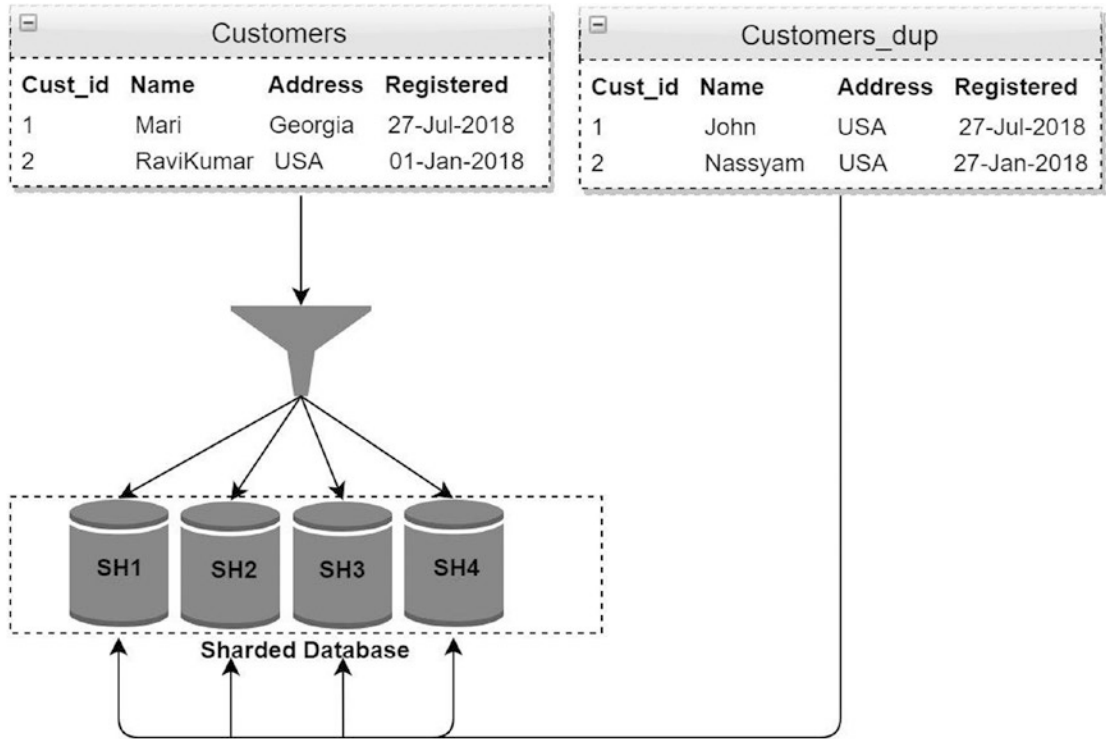 Customers
Cust_id Name Address Registered
1 Mari Georgia 27-Jul-2018
2 RaviKumar USA 01-Jan-2018
Customers_dup
Cust_id Name Address Registered
1 John USA 27-Jul-2018
2 Nassyam USA 27-Jan-2018
SH1 SH2 SH3 SH4
Sharded Database